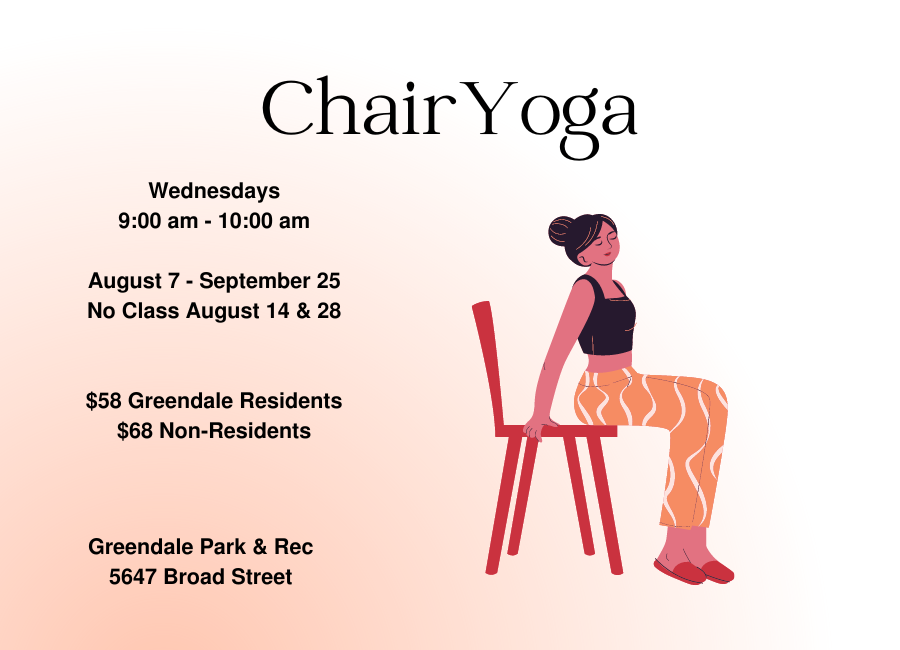 Chair Yoga
Wednesdays
9:00 am - 10:00 am
August 7 - September 25
No Class August 14 & 28
$58 Greendale Residents
$68 Non-Residents
Greendale Park & Rec
5647 Broad Street